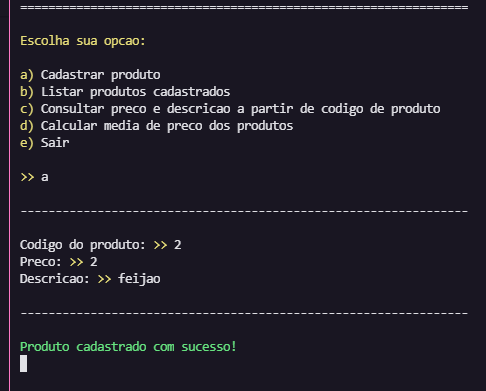 ================================================================
Escolha sua opcao:
a) Cadastrar produto
b) Listar produtos cadastrados
c) Consultar preco e descricao a partir de codigo de produto
d) Calcular media de preco dos produtos
e) Sair
>> a
----------------------------------------------------------------
Codigo do produto: >> 2
Preco: >> 2
Descricao: >> feijao
----------------------------------------------------------------
Produto cadastrado com sucesso!